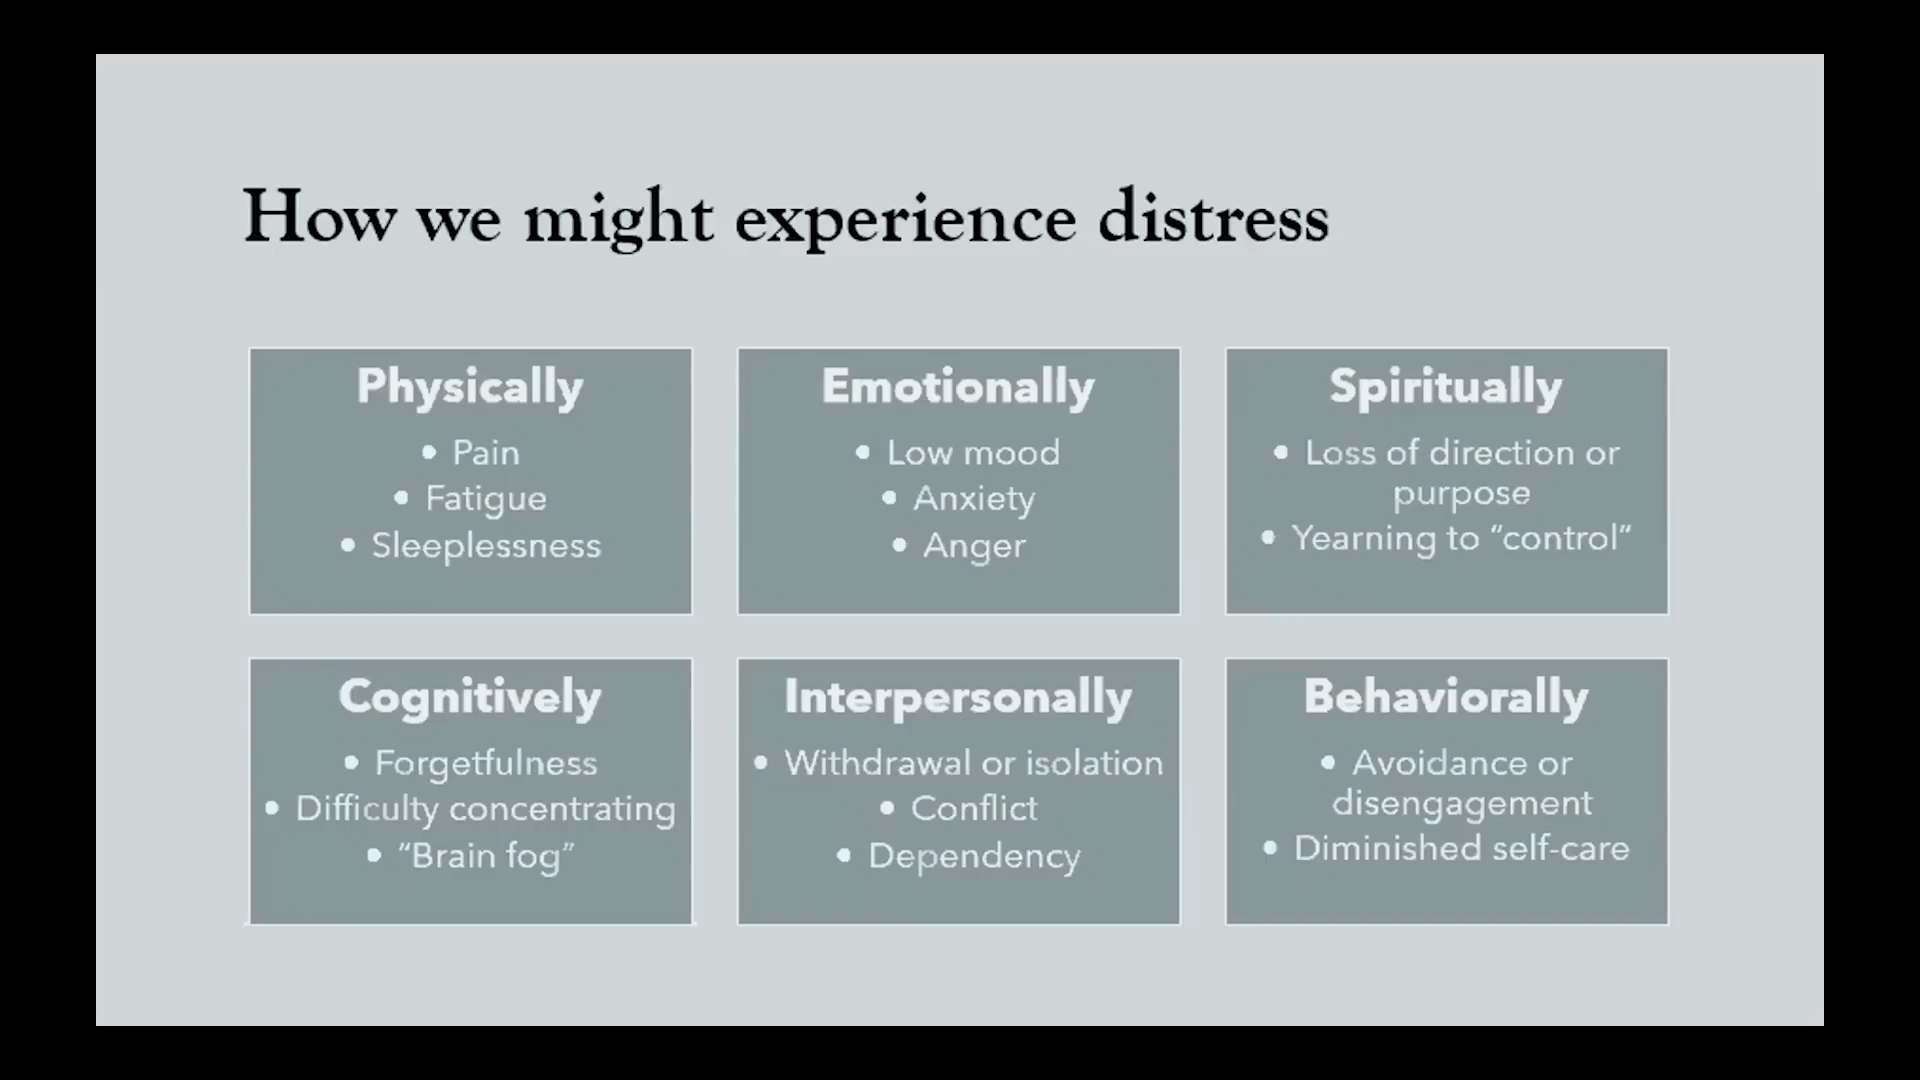 How we might experience distress
Physically
• Pain
• Fatigue
• Sleeplessness
Emotionally
• Low mood
• Anxiety
• Anger
Spiritually
• Loss of direction or
purpose
• Yearning to “control”
Cognitively
• Forgetfulness
• Difficulty concentrating
• “Brain fog”
Interpersonally
• Withdrawal or isolation
• Conflict
• Dependency
Behaviorally
• Avoidance or
disengagement
• Diminished self-care